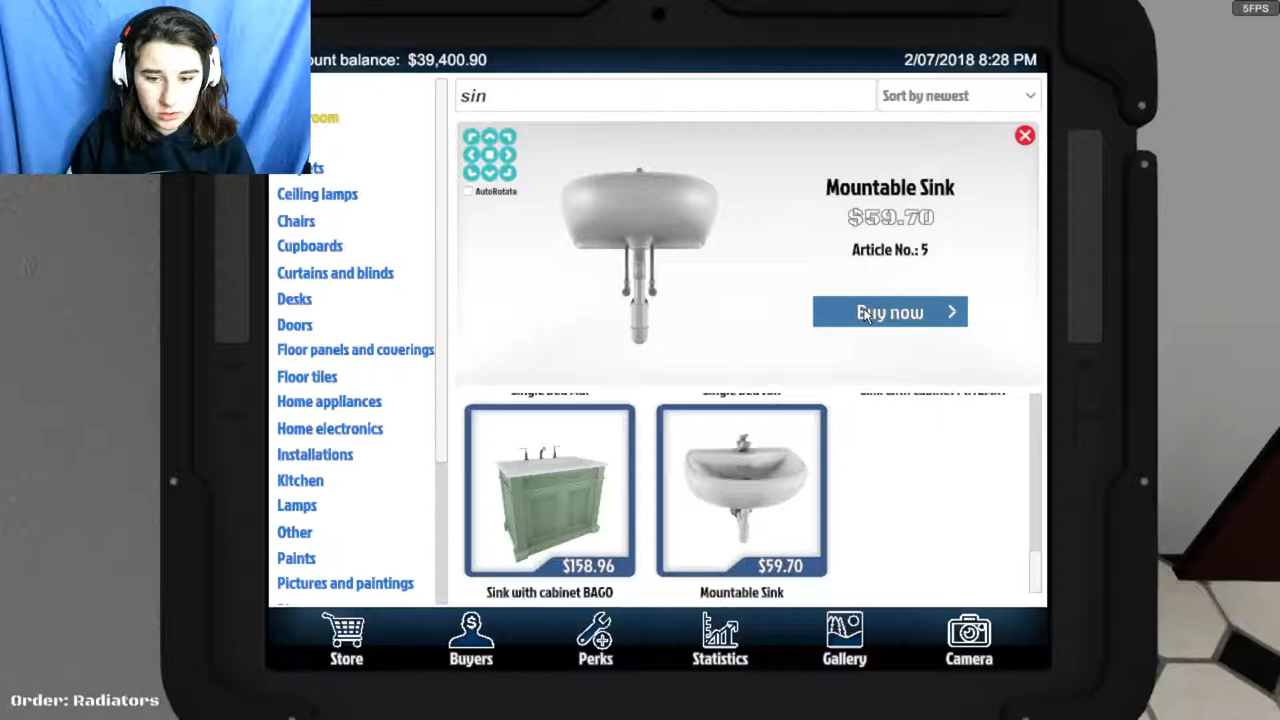 5FPS
ount balance: $39,400.90
2/07/2018 8:28 PM
sin
Sort by newest
room
ets
Ceiling lamps
Chairs
Cupboards
Curtains and blinds
Desks
Doors
Floor panels and coverings
Floor tiles
Home appliances
Home electronics
Installations
Kitchen
Lamps
Other
Paints
Pictures and paintings
AutoRotate
Mountable Sink
$59.70
Article No.: 5
Buy now
$158.96
Sink with cabinet BAGO
$59.70
Mountable Sink
Store
Buyers
Perks
Statistics
Gallery
Camera
Order: Radiators